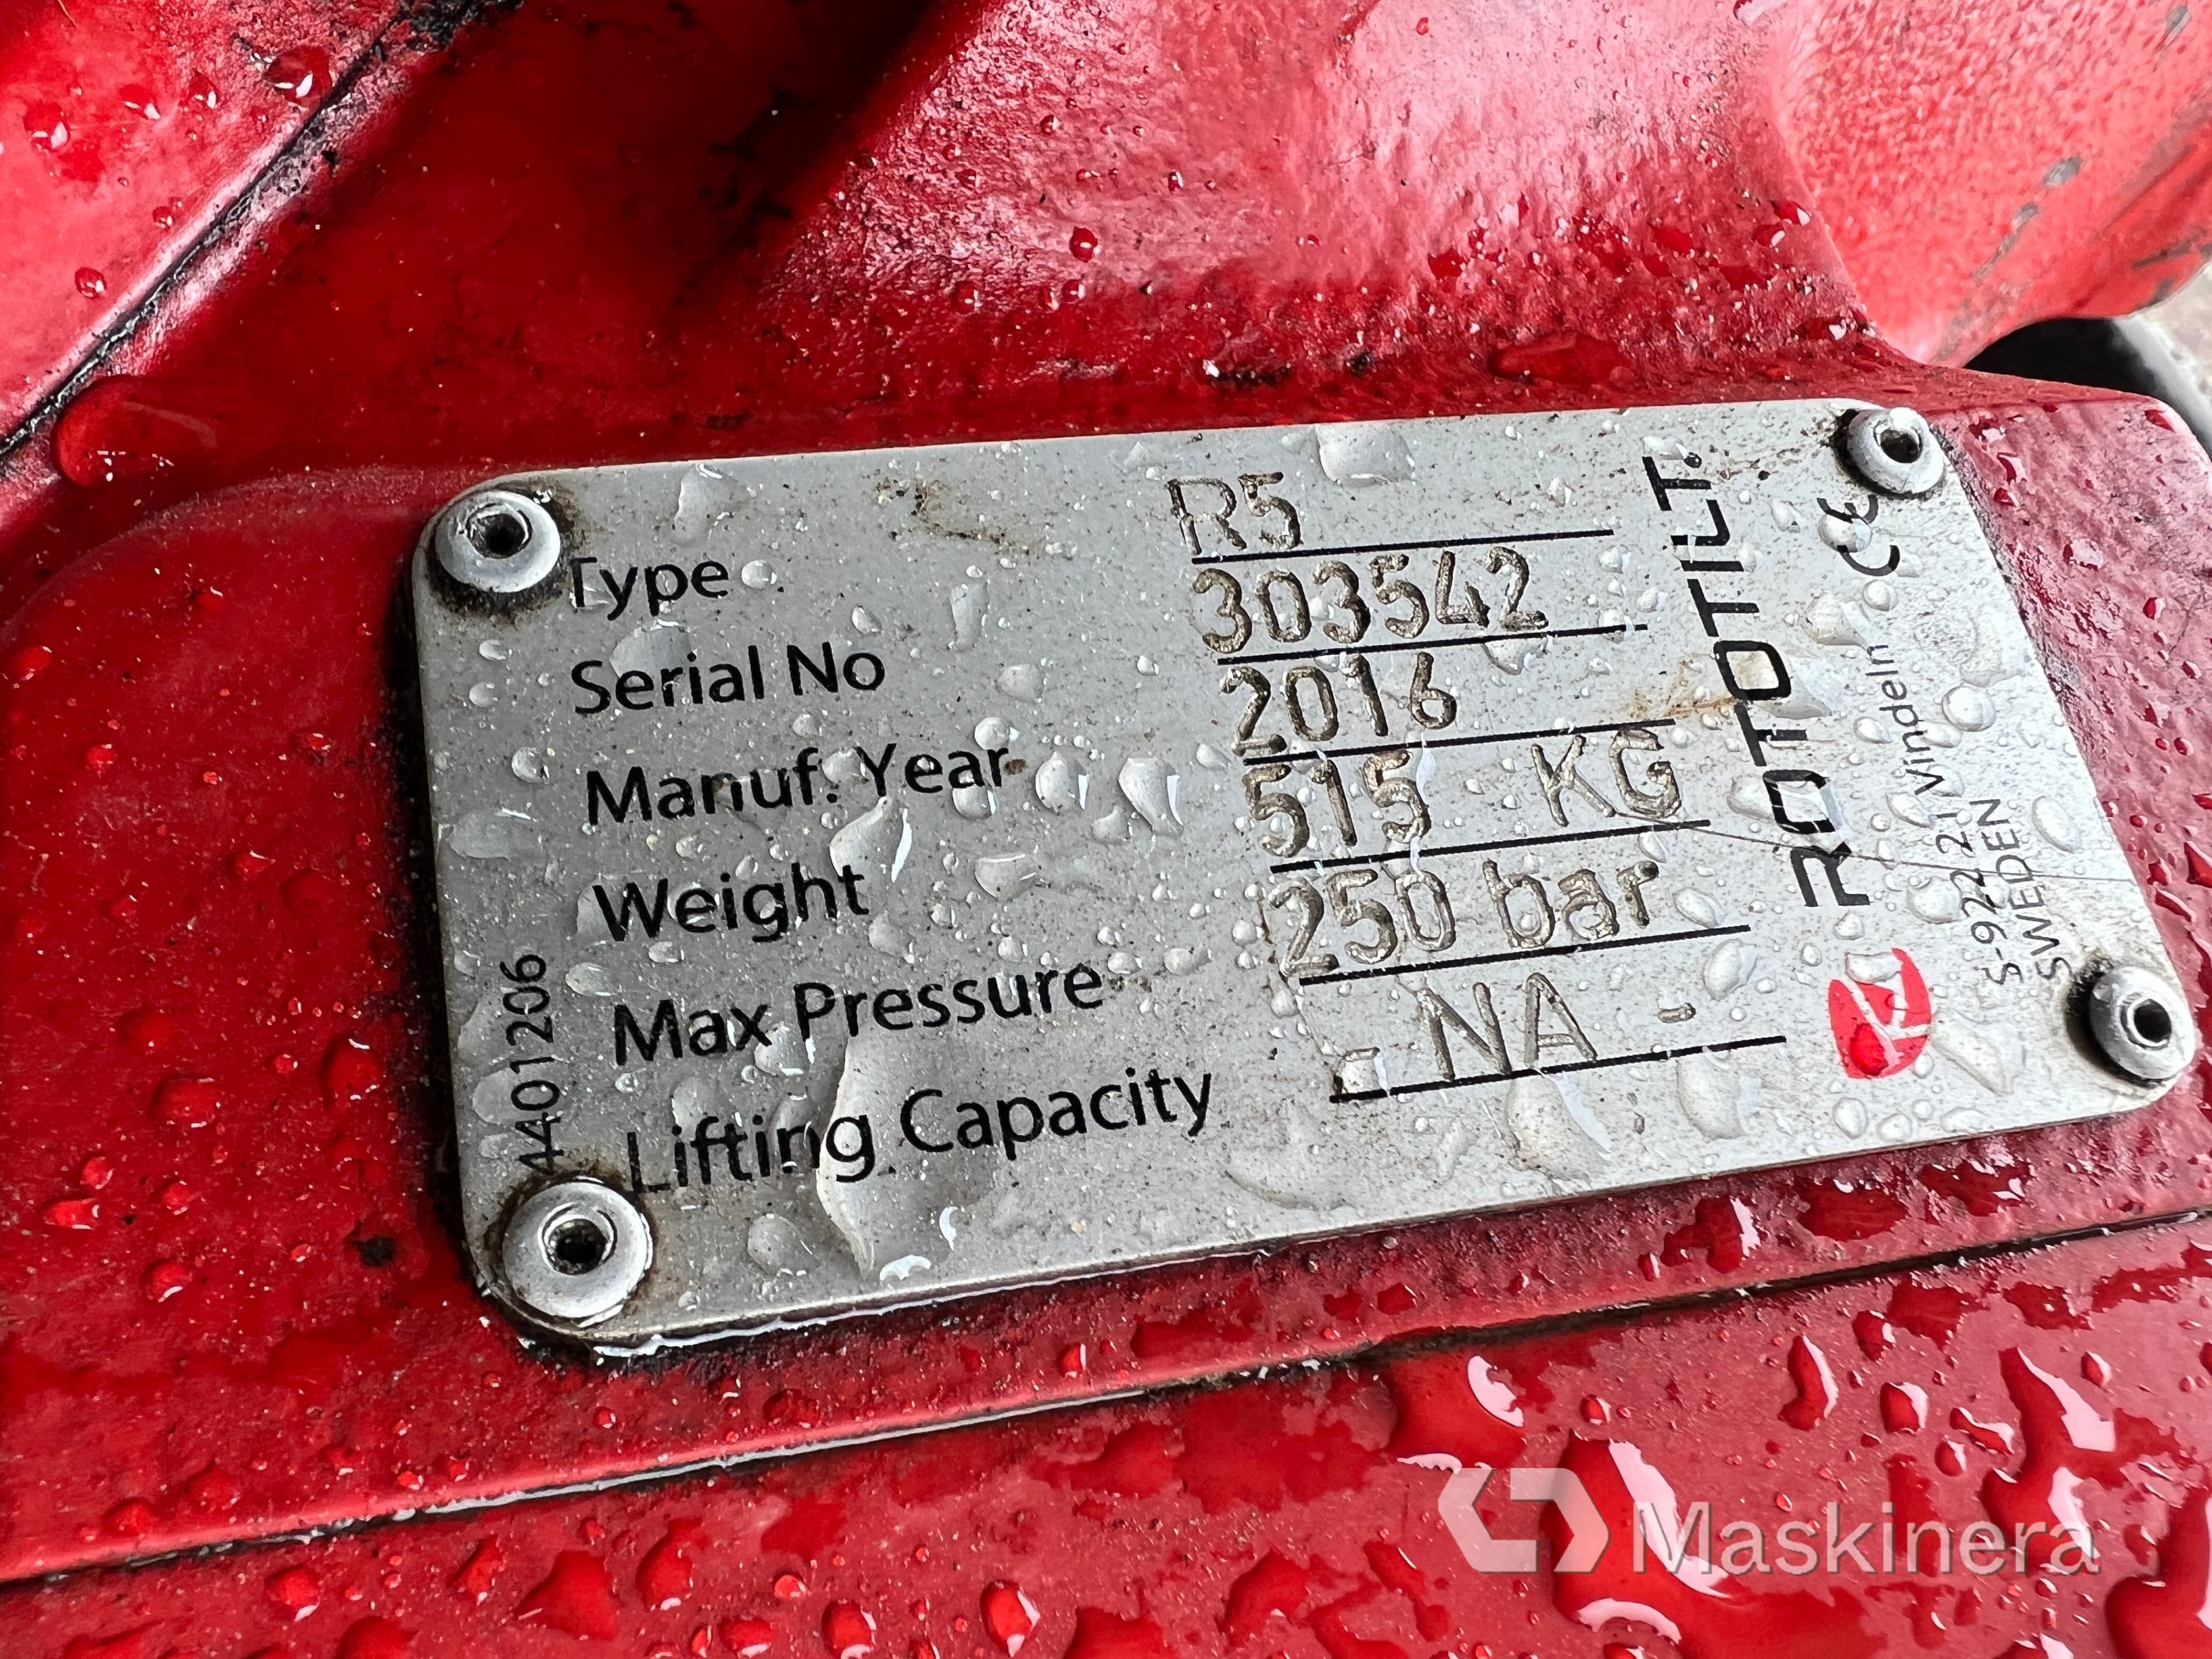 Type R5
Serial No 303542
Manuf. Year 2016
Weight 515 KG
Max Pressure 250 bar
Lifting Capacity - NA -
4401206
ROTOTILT.
CE
S-922 21 Vindeln
SWEDEN
Maskinera